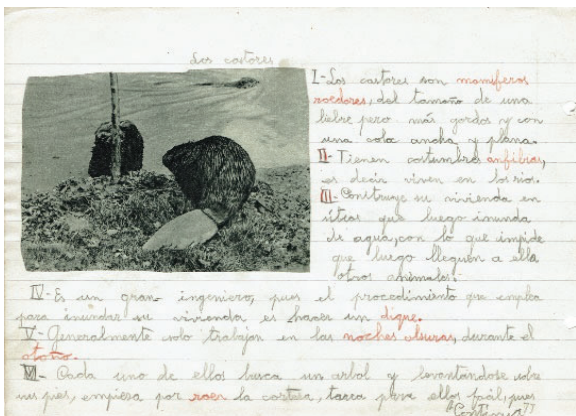 Los castores
I-Los castores son mamíferos
roedores, del tamaño de una
liebre pero más gordos y con
una cola ancha y plana.
II-Tienen costumbres anfibias,
es decir viven en los ríos.
III-Construye su vivienda en
sitios que luego inunda
de agua, con lo que impide
que luego lleguen a ella
otros animales.
IV-Es un gran- ingeniero, pues el procedimiento que emplea
para inundar su vivienda es hacer un dique.
V-Generalmente solo trabajan en las noches obscuras, durante el
otoño.-
VI-Cada uno de ellos busca un arbol y levantándose sobre
sus pies, empieza por roer la corteza, tarea para ellos fácil, pues
"Continua"